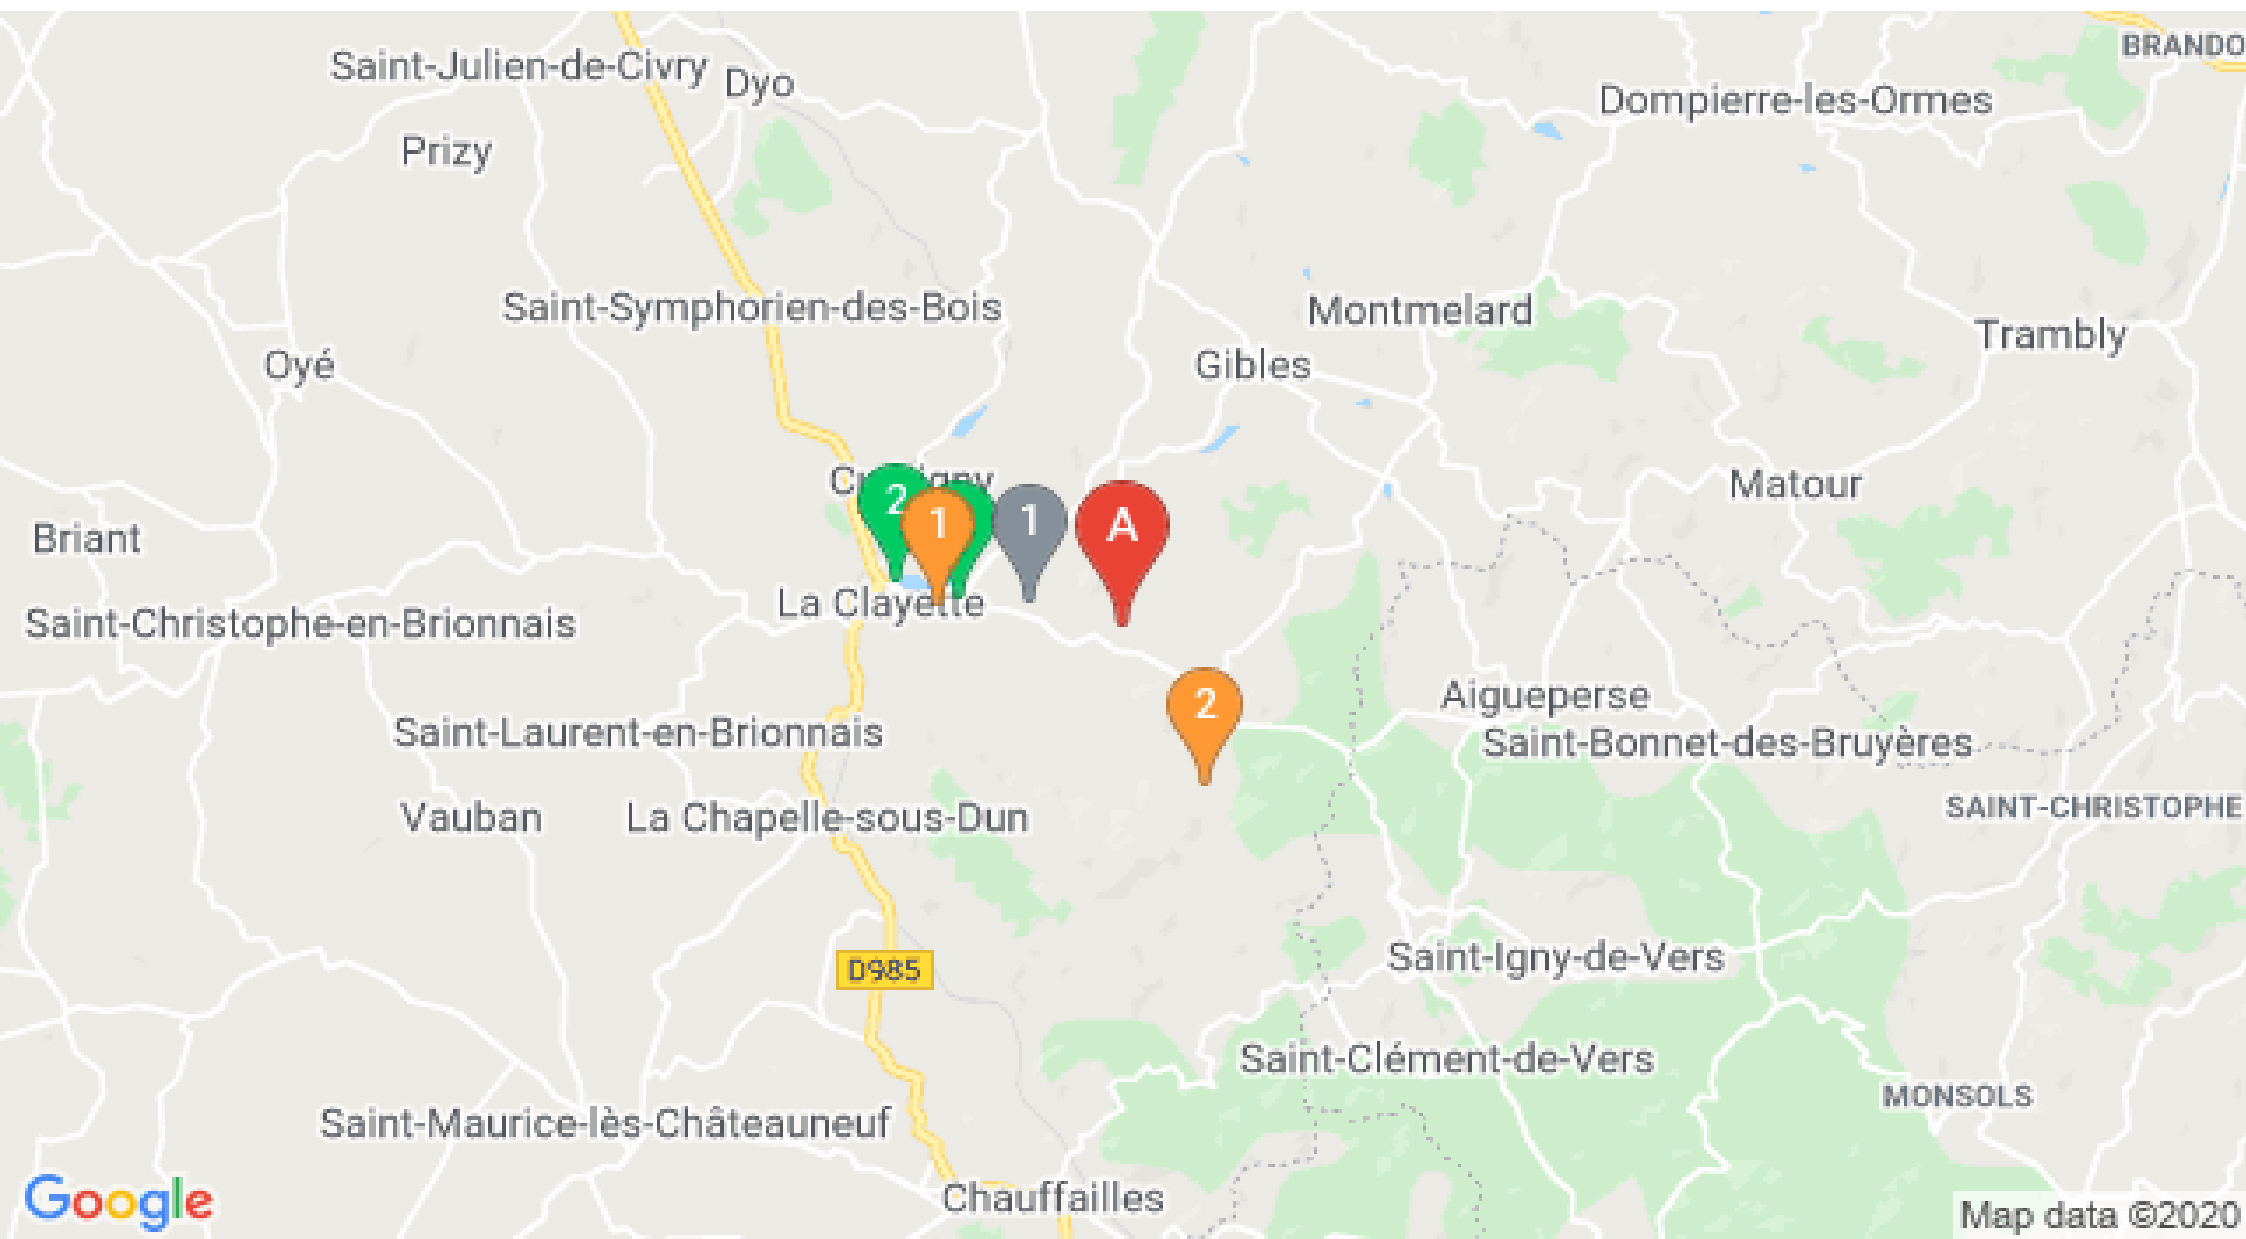 BRANDO
Saint-Julien-de-Civry
Dyo
Dompierre-les-Ormes
Prizy
Saint-Symphorien-des-Bois
Montmelard
Trambly
Oyé
Gibles
Matour
2
1
1
A
Briant
La Clayette
Saint-Christophe-en-Brionnais
2
Aigueperse
Saint-Laurent-en-Brionnais
Saint-Bonnet-des-Bruyères
SAINT-CHRISTOPHE
Vauban
La Chapelle-sous-Dun
D985
Saint-Igny-de-Vers
Saint-Clément-de-Vers
MONSOLS
Saint-Maurice-lès-Châteauneuf
Chauffailles
Google
Map data ©2020